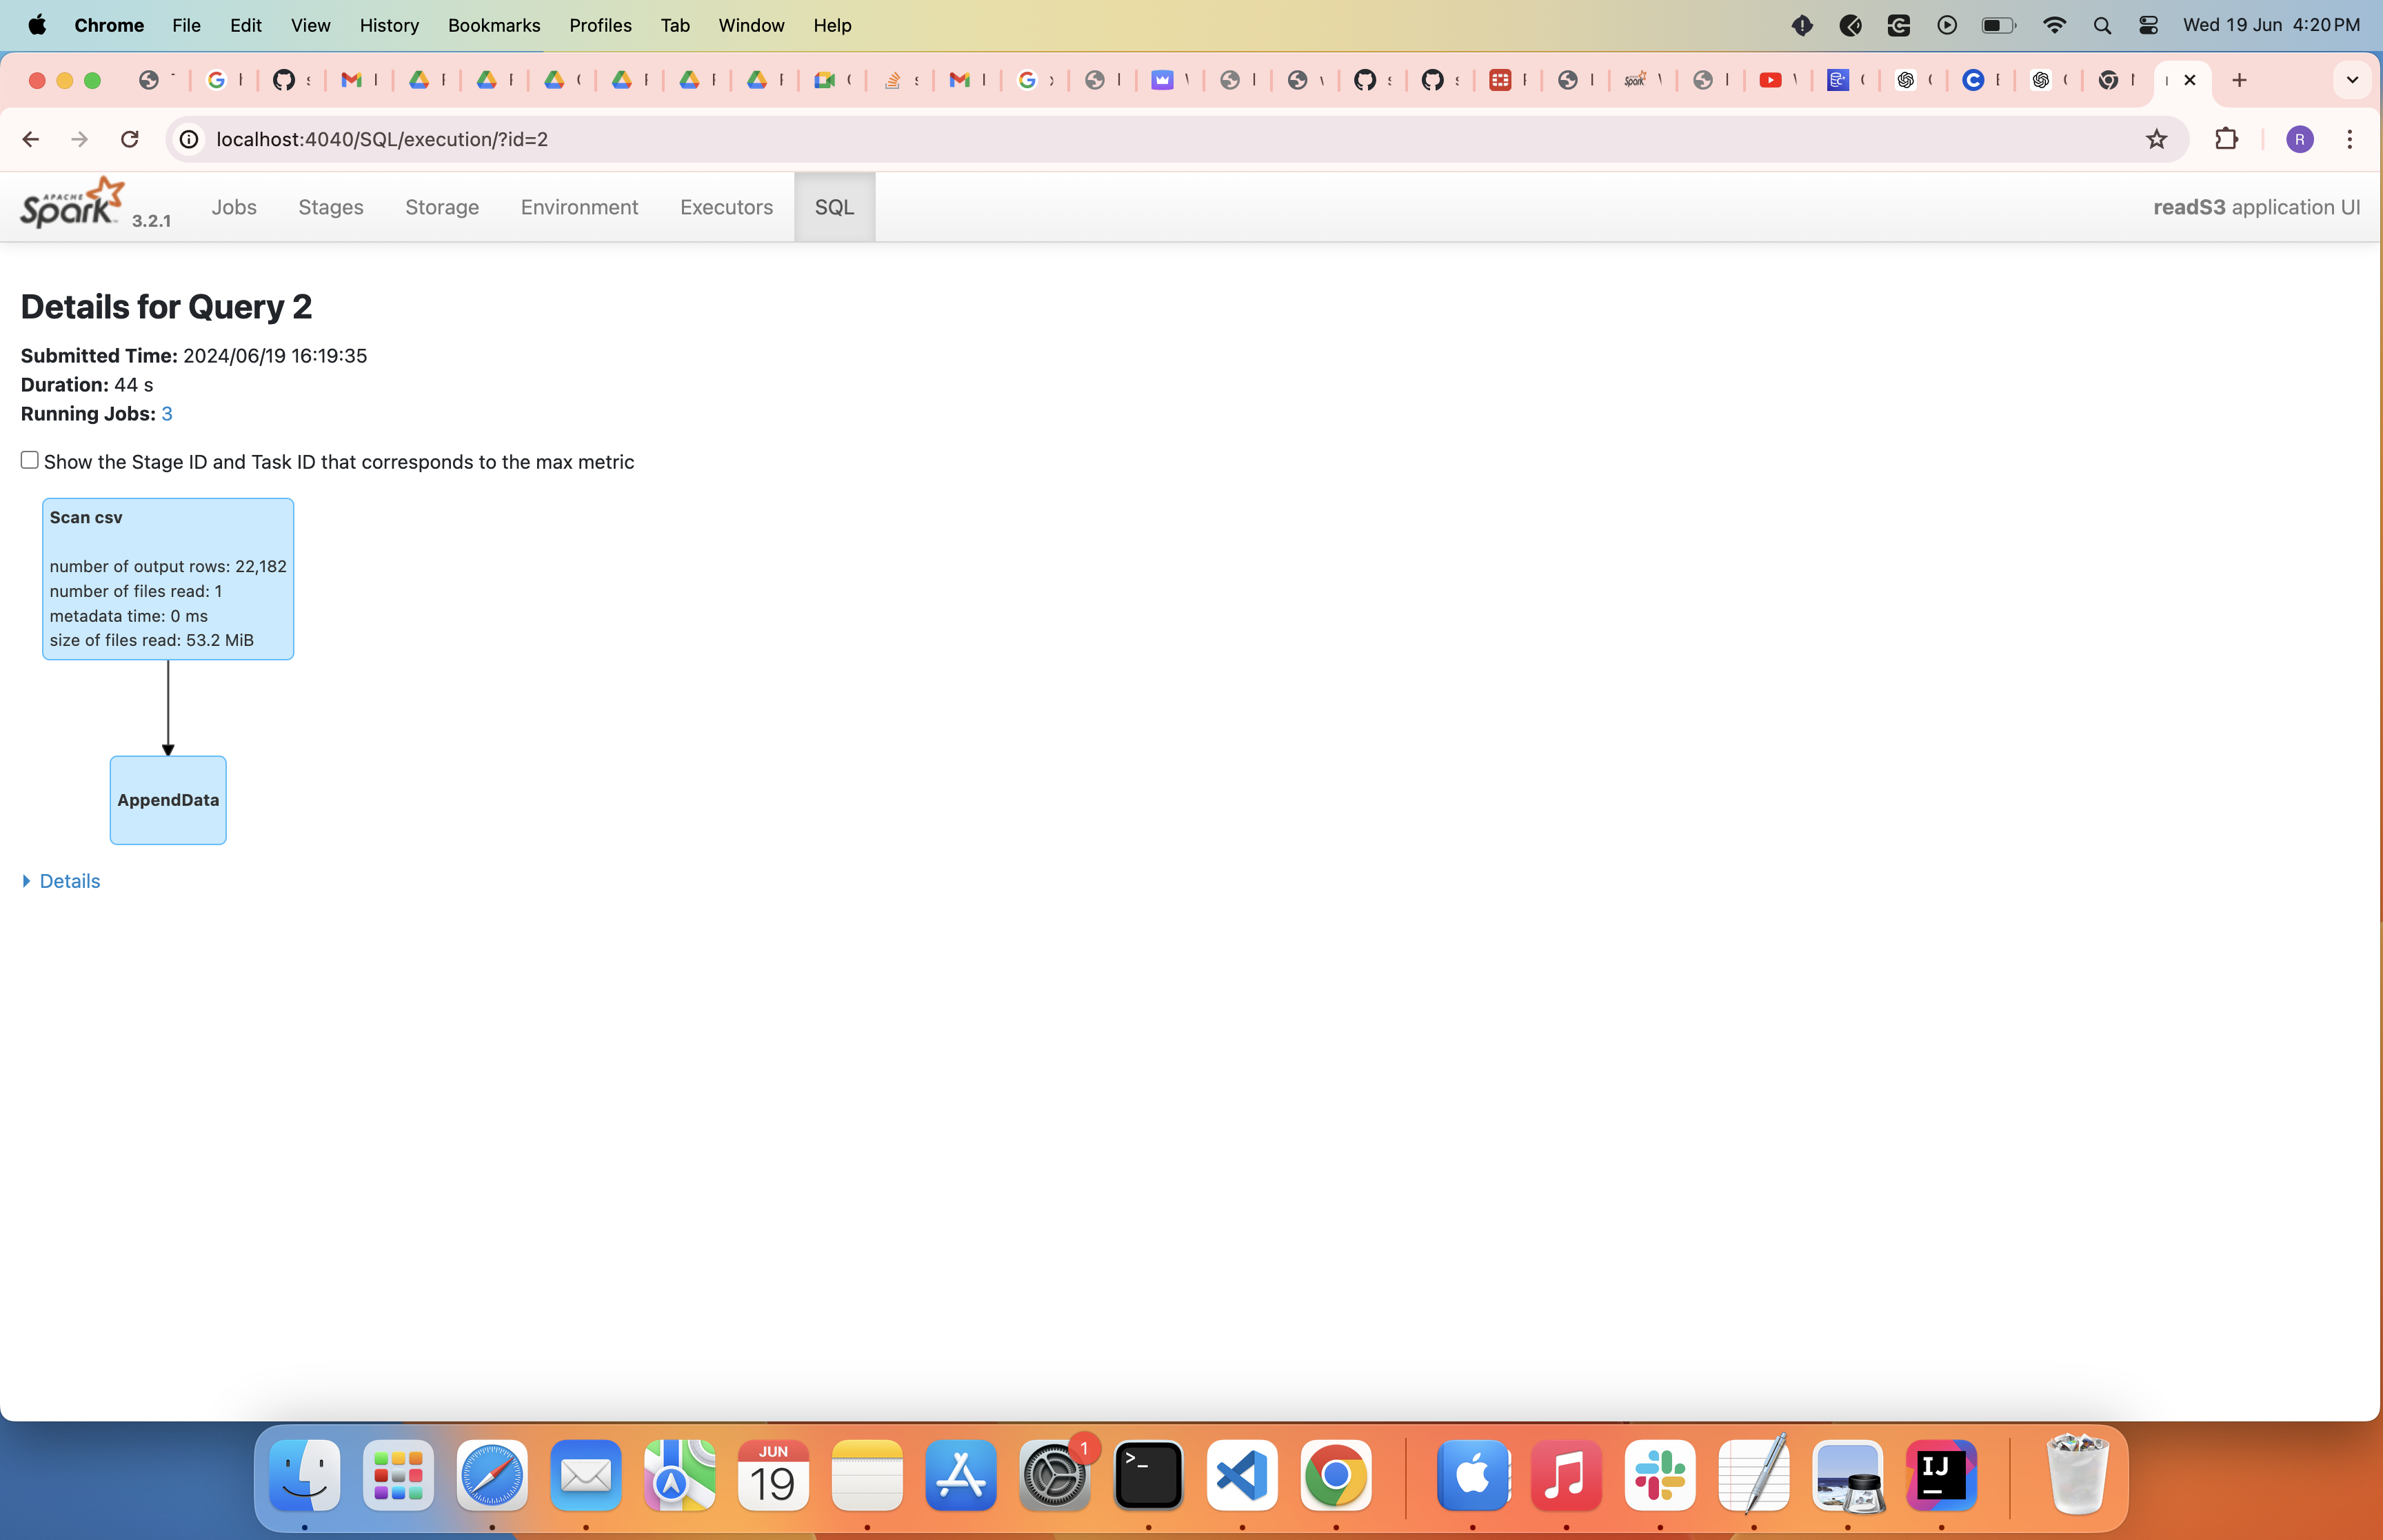 Chrome File Edit View History Bookmarks Profiles Tab Window Help Wed 19 Jun 4:20 PM
localhost:4040/SQL/execution/?id=2 R
APACHE Spark 3.2.1 Jobs Stages Storage Environment Executors SQL readS3 application UI
Details for Query 2
Submitted Time: 2024/06/19 16:19:35
Duration: 44 s
Running Jobs: 3
Show the Stage ID and Task ID that corresponds to the max metric
Scan csv
number of output rows: 22,182
number of files read: 1
metadata time: 0 ms
size of files read: 53.2 MiB
AppendData
Details
JUN
19
1
IJ